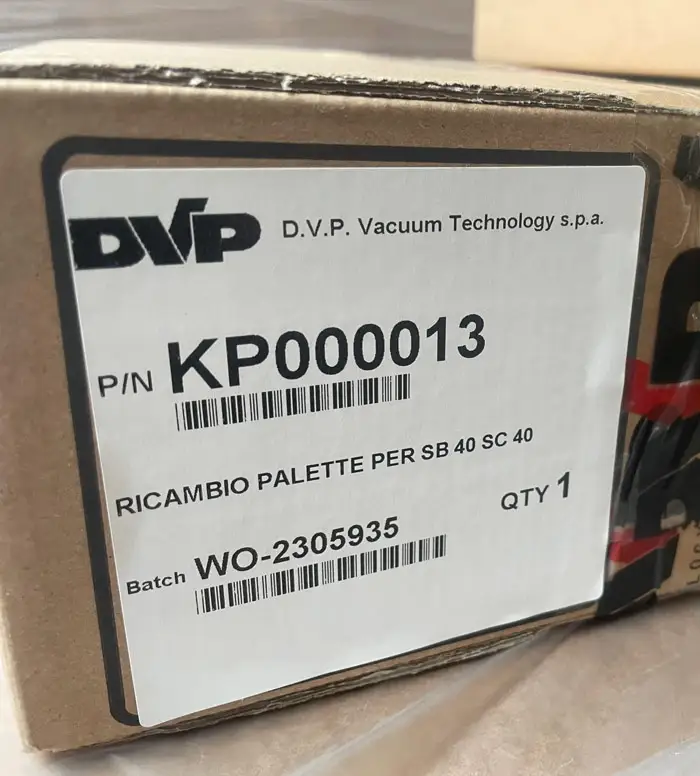 DVP D.V.P. Vacuum Technology s.p.a.
P/N KP000013
RICAMBIO PALETTE PER SB 40 SC 40
QTY 1
Batch WO-2305935